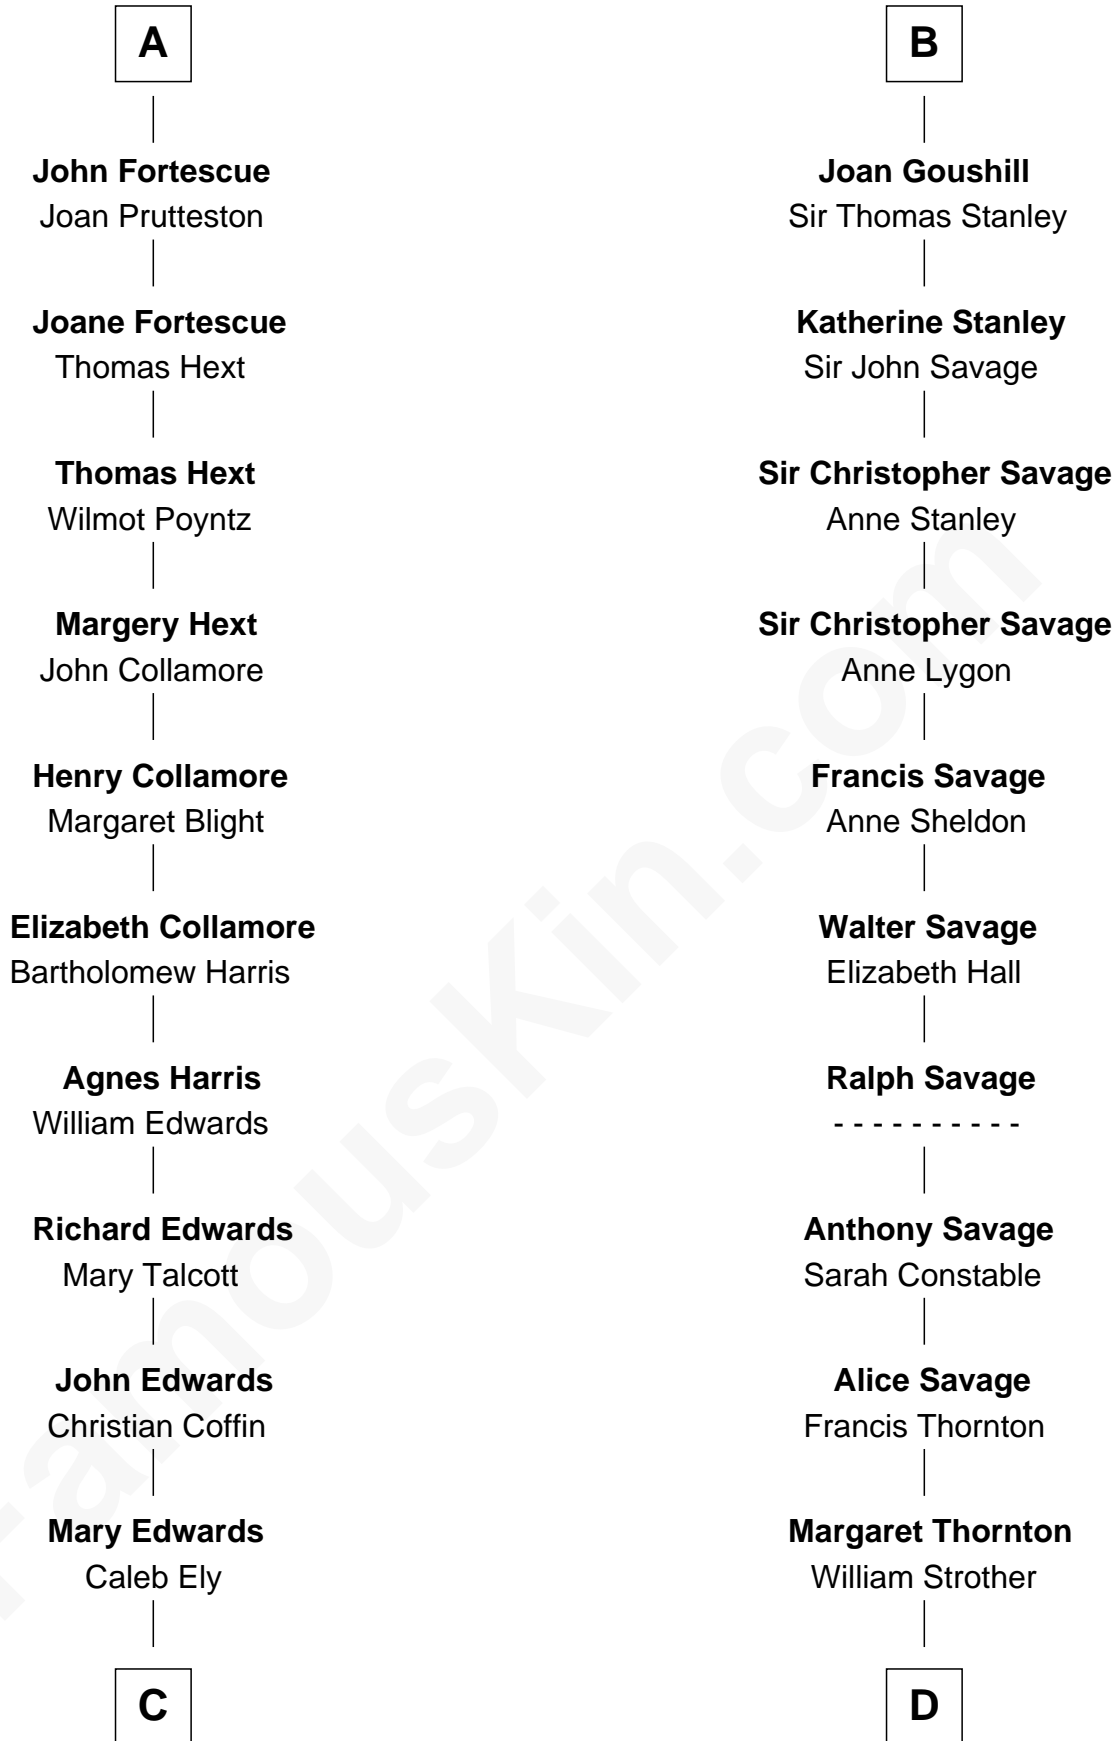 A
John Fortescue
Joan Prutteston
Joane Fortescue
Thomas Hext
Thomas Hext
Wilmot Poyntz
Margery Hext
John Collamore
Henry Collamore
Margaret Blight
Elizabeth Collamore
Bartholomew Harris
Agnes Harris
William Edwards
Richard Edwards
Mary Talcott
John Edwards
Christian Coffin
Mary Edwards
Caleb Ely
C
B
Joan Goushill
Sir Thomas Stanley
Katherine Stanley
Sir John Savage
Sir Christopher Savage
Anne Stanley
Sir Christopher Savage
Anne Lygon
Francis Savage
Anne Sheldon
Walter Savage
Elizabeth Hall
Ralph Savage
- - - - - - - - - -
Anthony Savage
Sarah Constable
Alice Savage
Francis Thornton
Margaret Thornton
William Strother
D
FamousKin.com